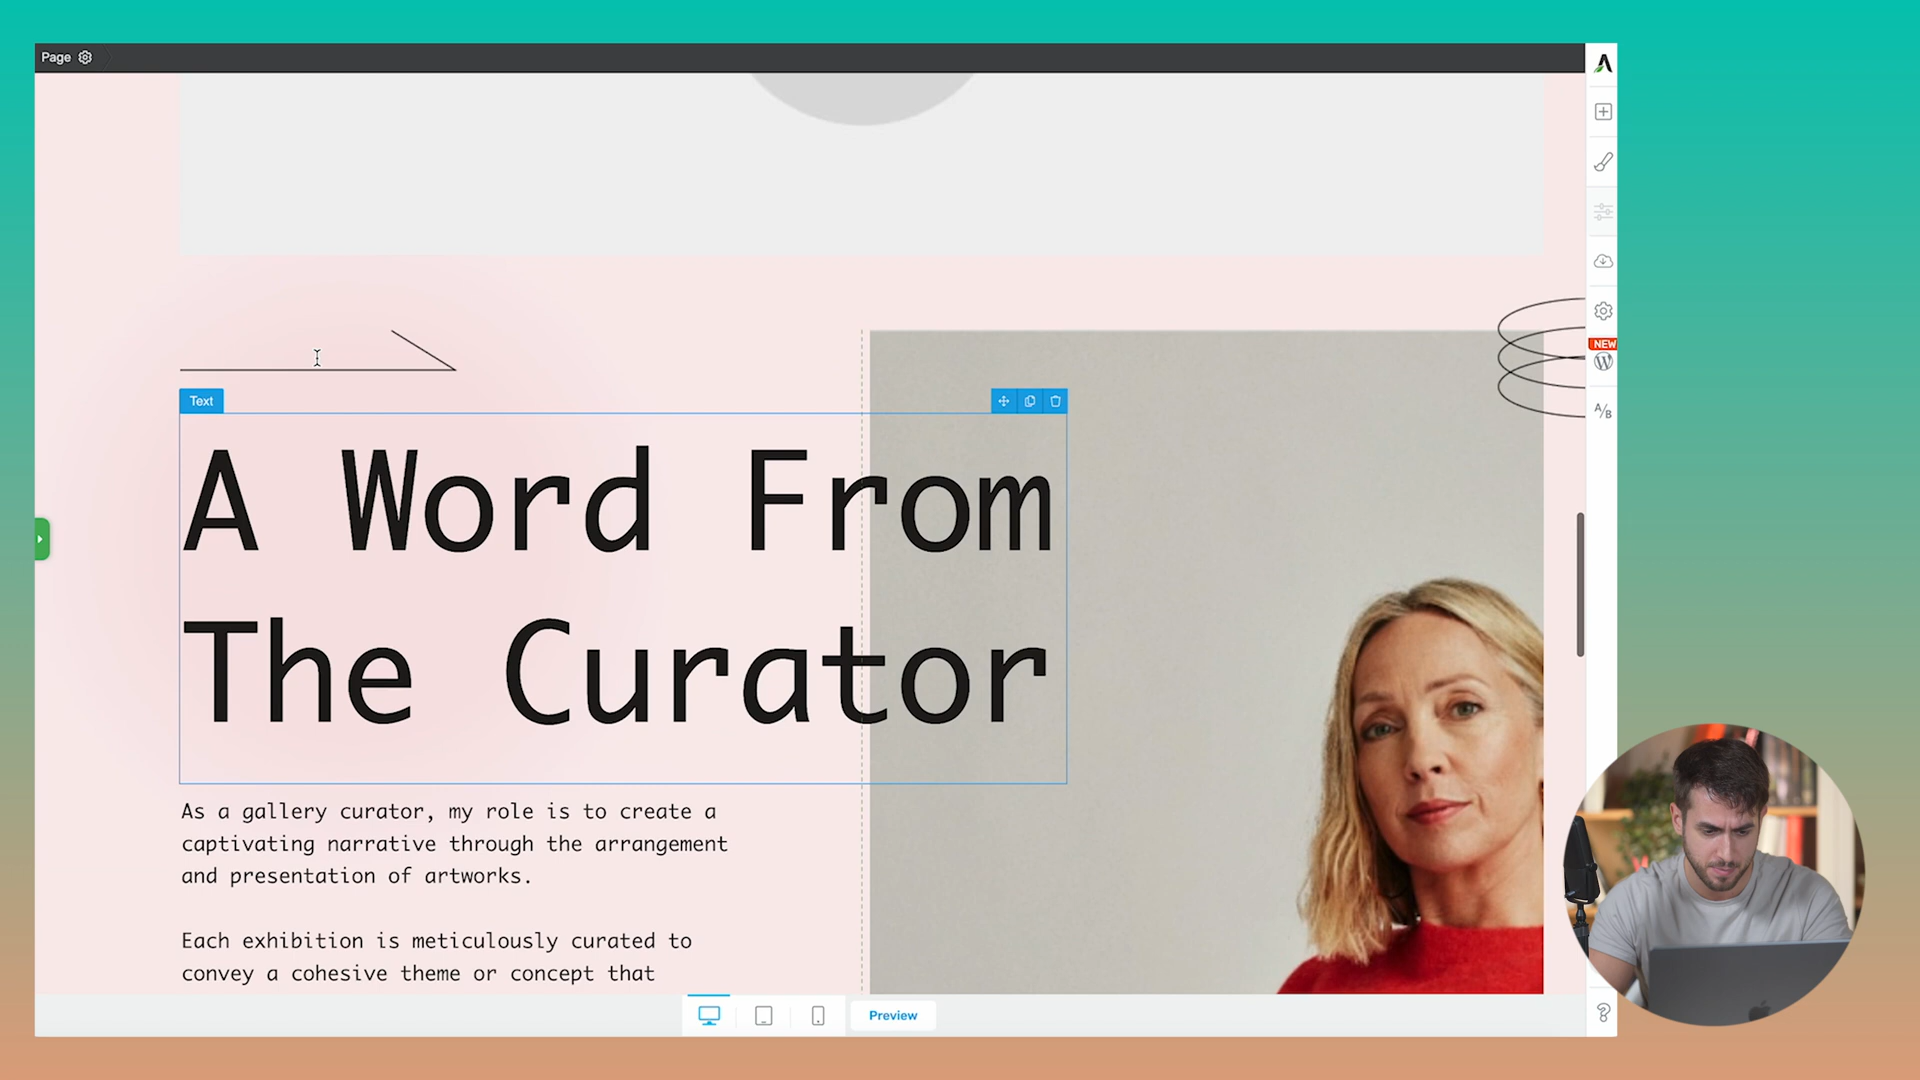 Page
NEW
A/B
Text
A Word From
The Curator
As a gallery curator, my role is to create a
captivating narrative through the arrangement
and presentation of artworks.
Each exhibition is meticulously curated to
convey a cohesive theme or concept that
Preview
?